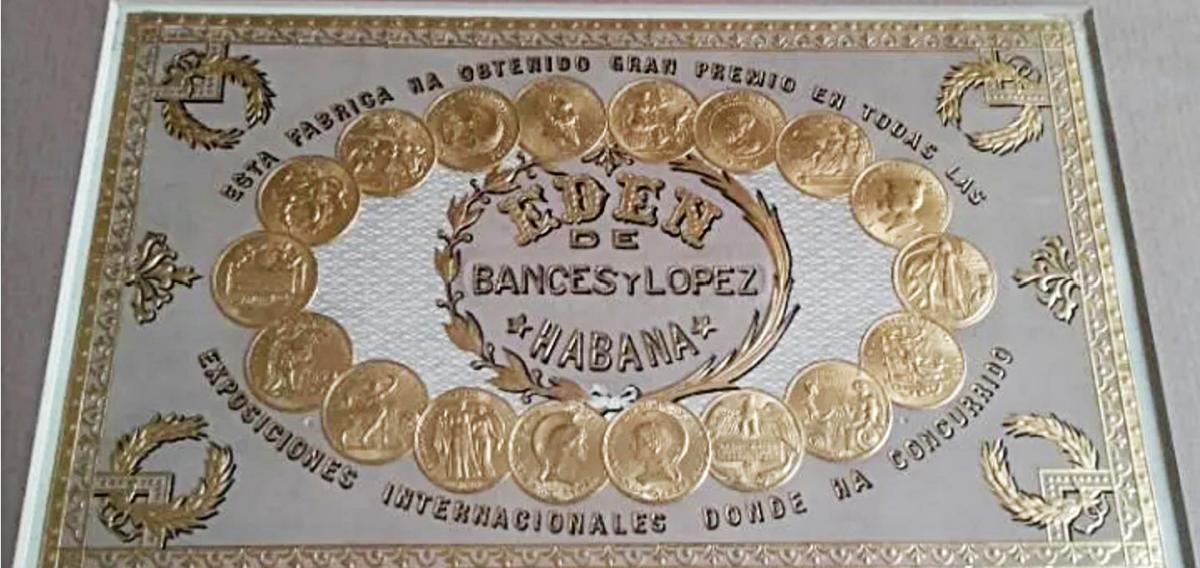 ESTA FABRICA HA OBTENIDO GRAN PREMIO EN TODAS LAS
EDEN
DE
BANCES Y LOPEZ
HABANA
EXPOSICIONES INTERNACIONALES DONDE HA CONCURRIDO